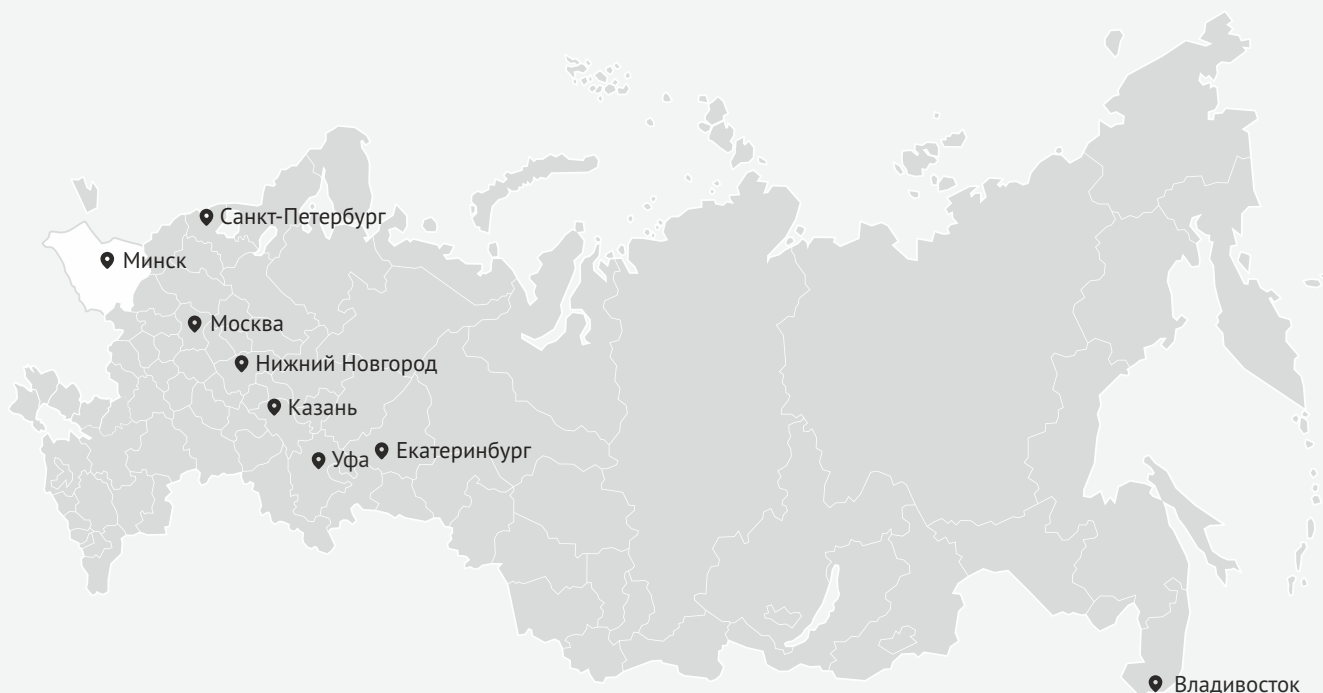 Санкт-Петербург
Минск
Москва
Нижний Новгород
Казань
Екатеринбург
Уфа
Владивосток